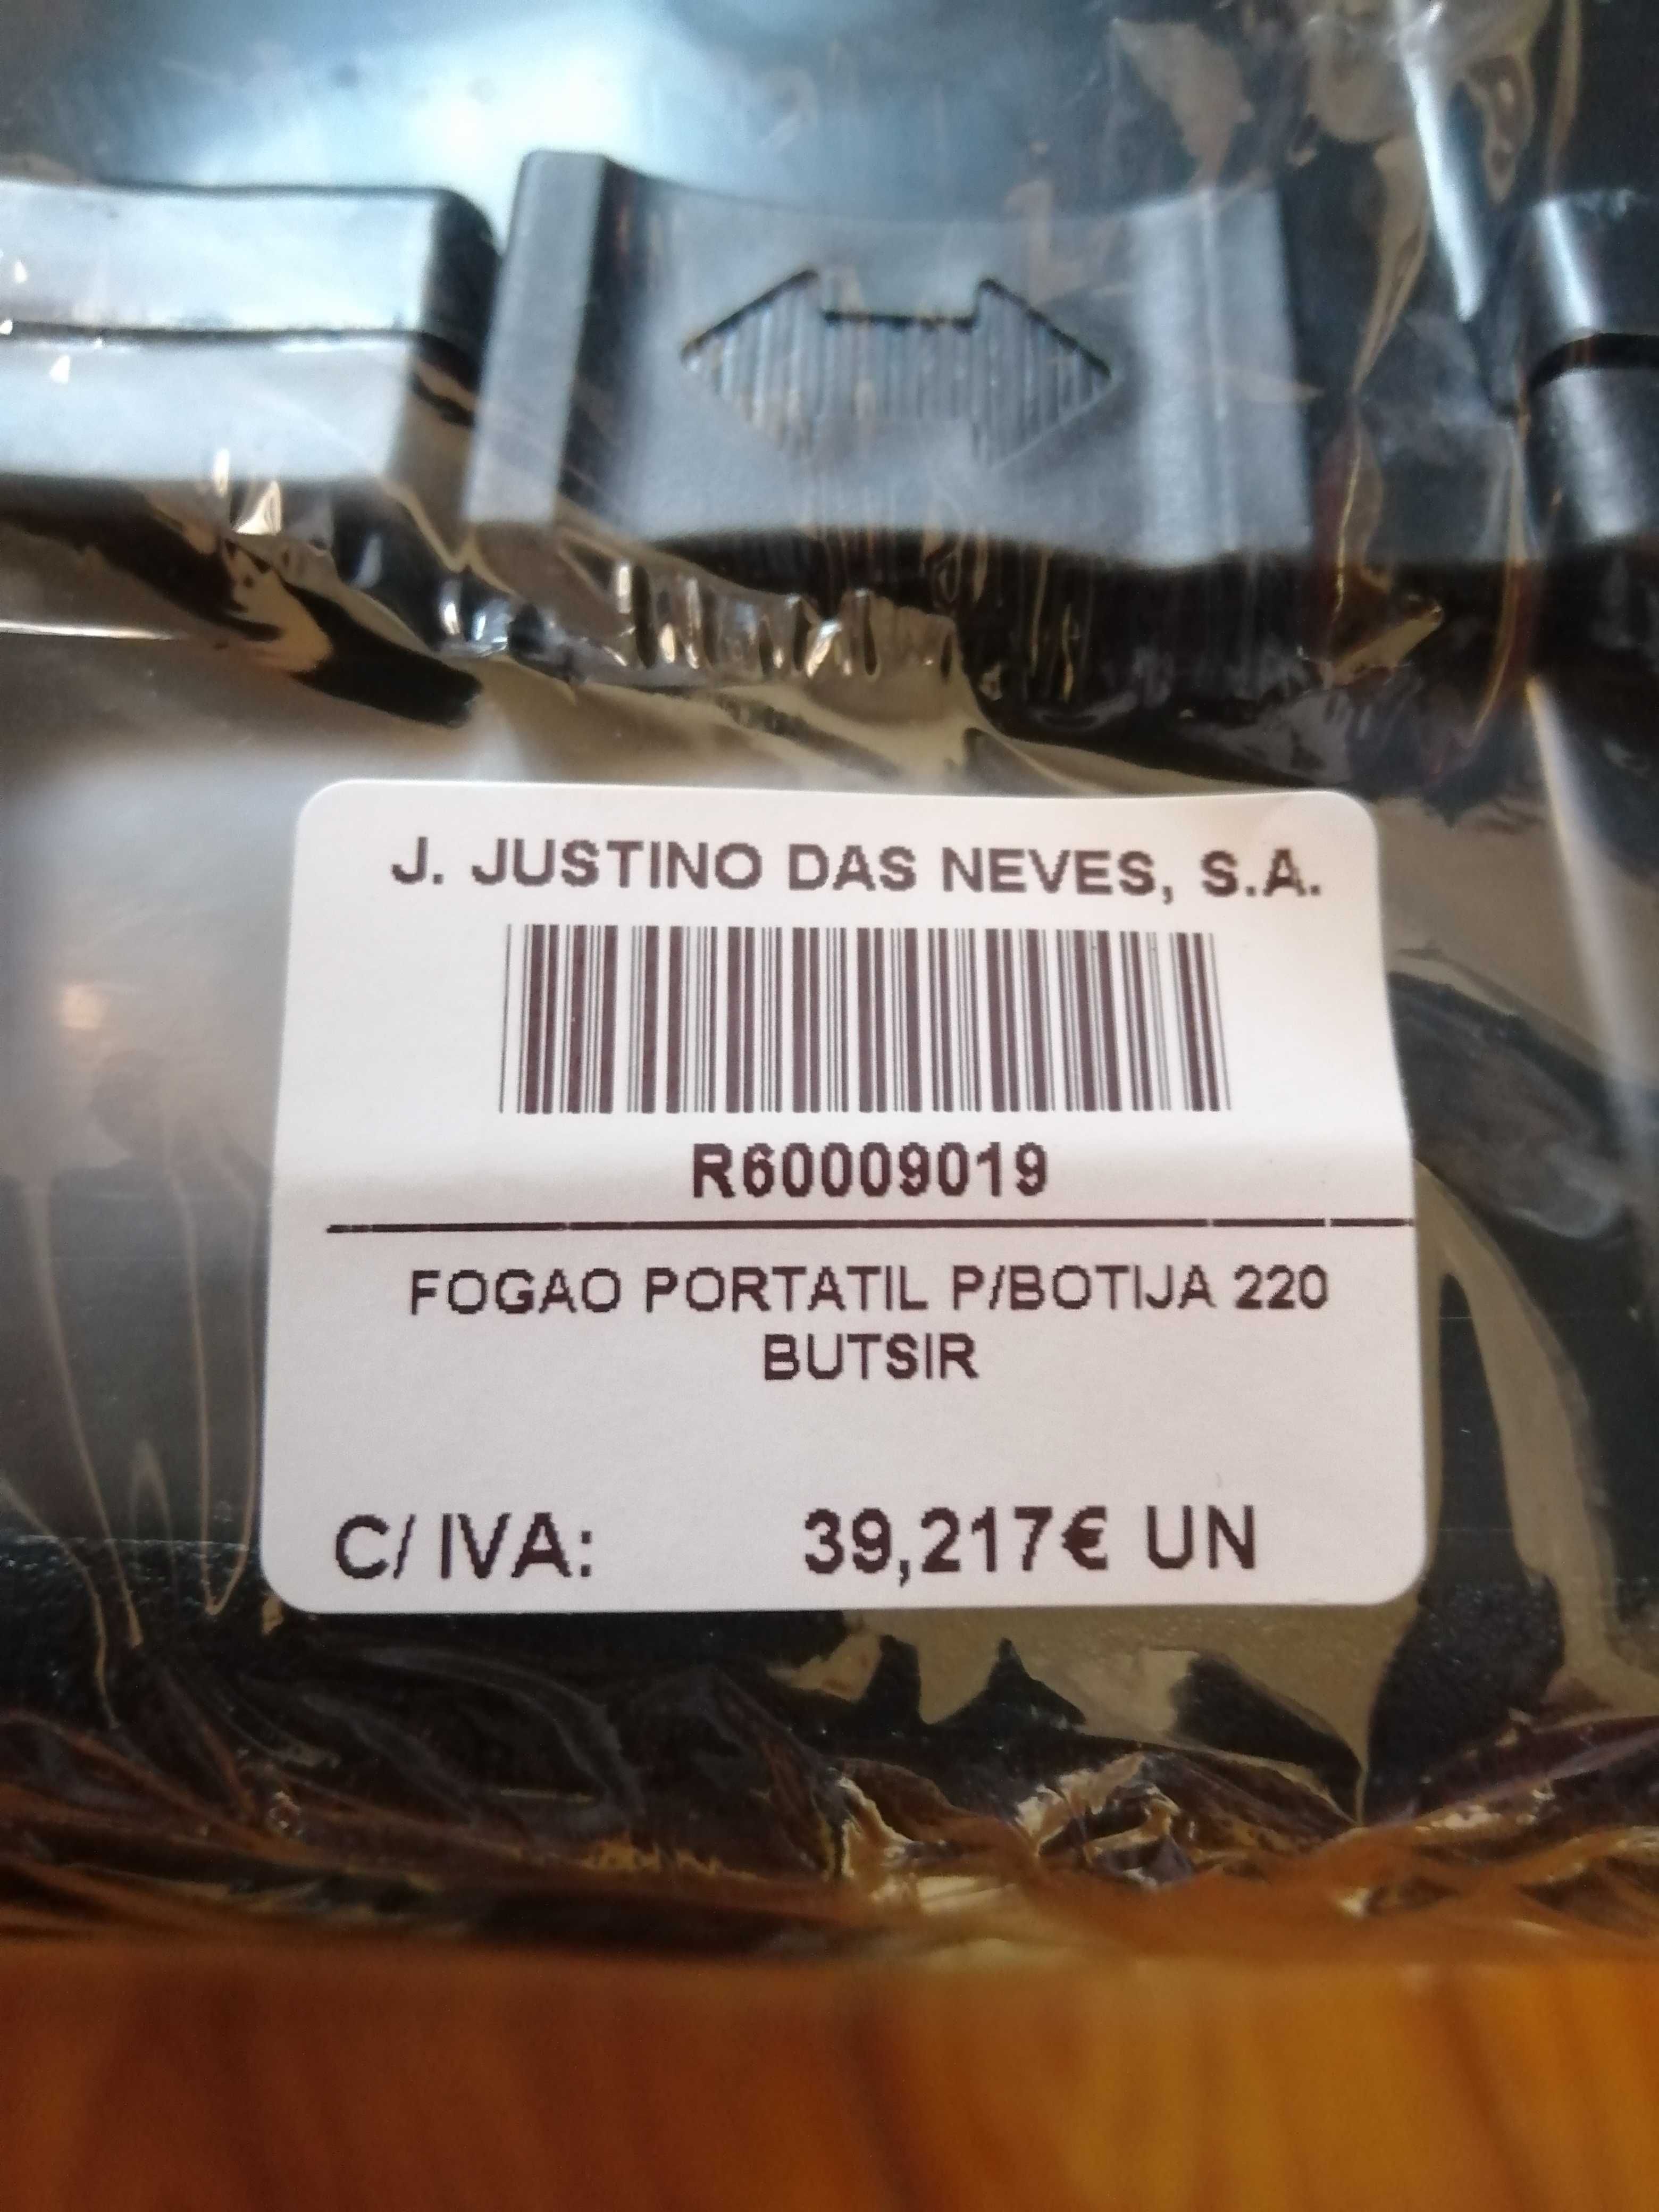 J. JUSTINO DAS NEVES, S.A.
R60009019
FOGAO PORTATIL P/BOTIJA 220
BUTSIR
C/ IVA: 39,217€ UN